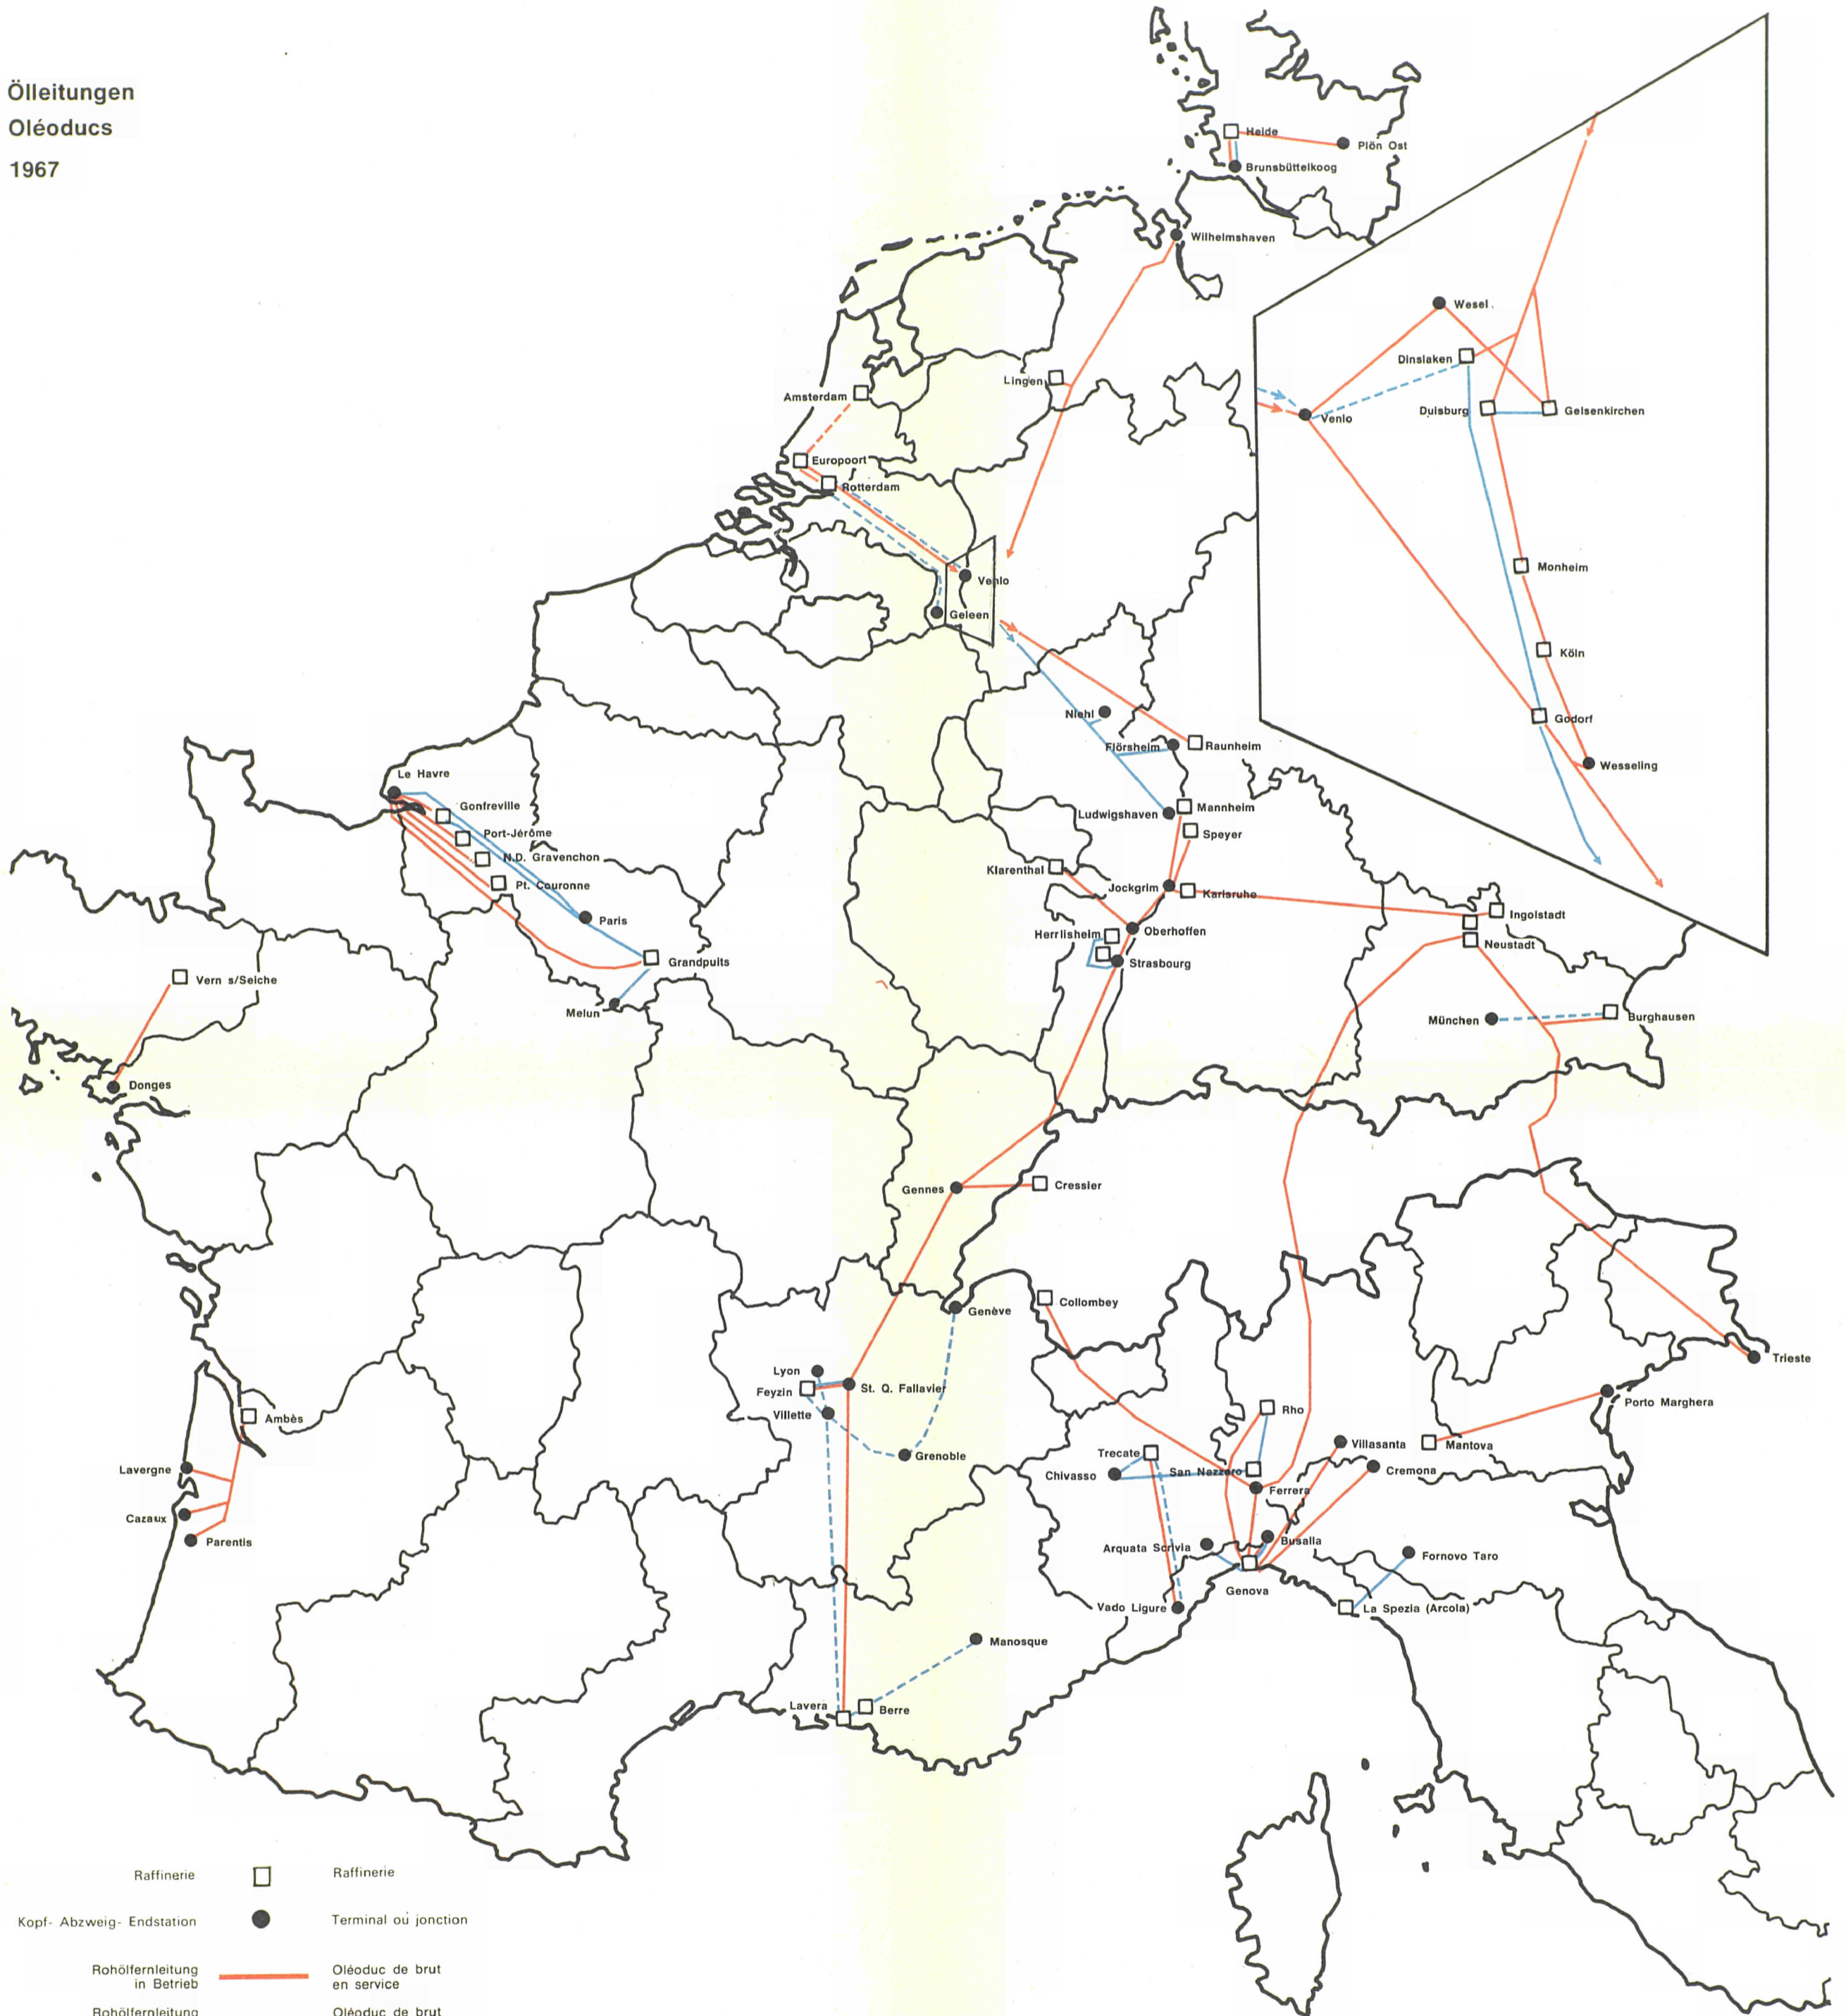 Ölleitungen
Oléoducs
1967
Heide
Plön Ost
Brunsbüttelkoog
Wilhelmshaven
Lingen
Amsterdam
Europoort
Rotterdam
Venlo
Geleen
Wesel
Dinslaken
Duisburg
Gelsenkirchen
Venlo
Monheim
Köln
Godorf
Wesseling
Niehl
Flörsheim
Raunheim
Ludwigshaven
Mannheim
Speyer
Klarenthal
Jockgrim
Karlsruhe
Herrlisheim
Oberhoffen
Strasbourg
Ingolstadt
Neustadt
München
Burghausen
Le Havre
Gonfreville
Port-Jérôme
N.D. Gravenchon
Pt. Couronne
Paris
Grandpuits
Melun
Vern s/Seiche
Donges
Gennes
Cressier
Genève
Collombey
Lyon
Feyzin
St. Q. Fallavier
Villette
Grenoble
Ambès
Lavergne
Cazaux
Parentis
Trieste
Porto Marghera
Mantova
Rho
Villasanta
Trecate
Chivasso
San Nazzaro
Cremona
Ferrera
Arquata Scrivia
Busalla
Fornovo Taro
Genova
Vado Ligure
La Spezia (Arcola)
Manosque
Lavera
Berre
Raffinerie
Raffinerie
Kopf- Abzweig- Endstation
Terminal ou jonction
Rohölfernleitung
in Betrieb
Oléoduc de brut
en service
Rohölfernleitung
Oléoduc de brut